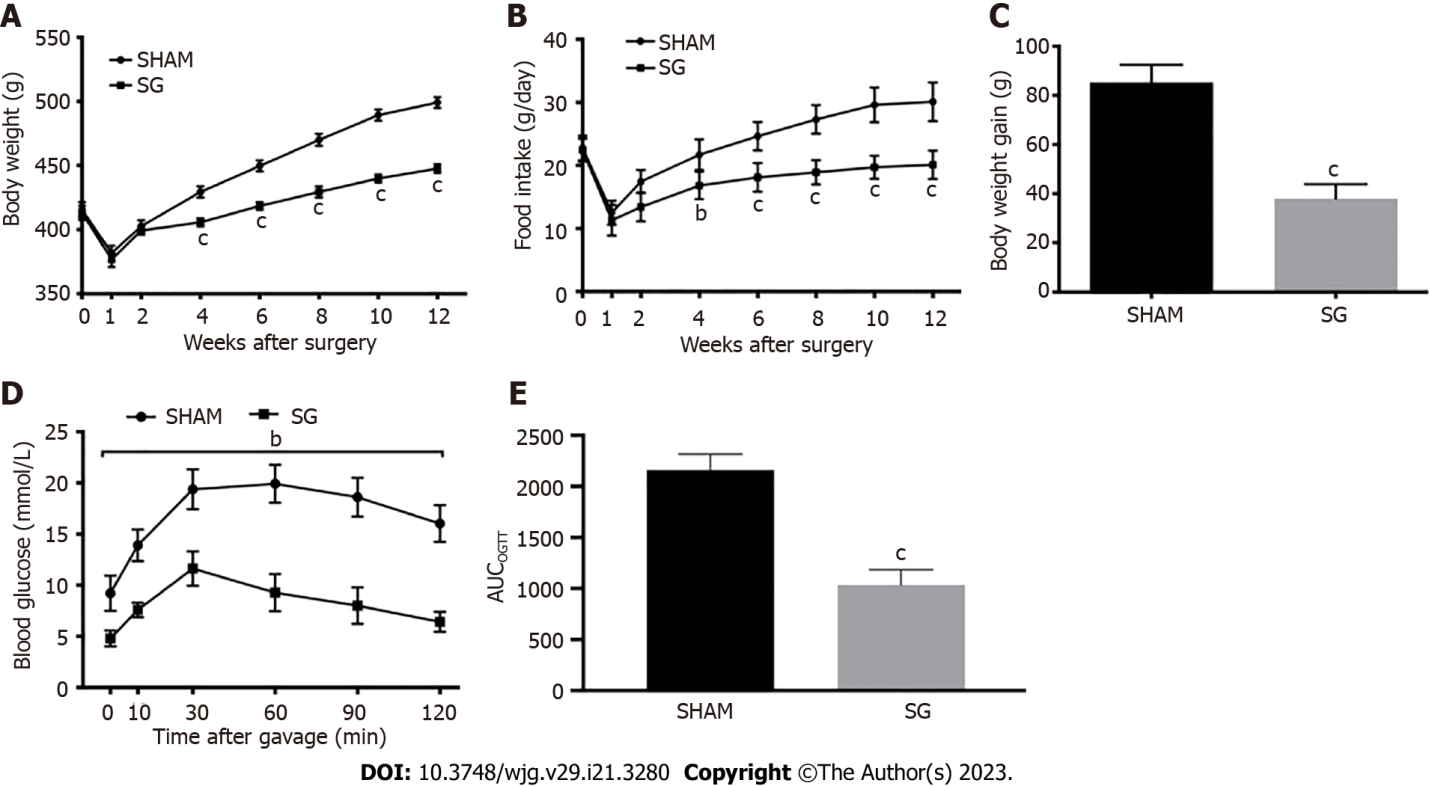 A
550
500
450
400
350
Body weight (g)
SHAM
SG
c
c
c
c
c
0 1 2 4 6 8 10 12
Weeks after surgery
B
40
30
20
10
0
Food intake (g/day)
SHAM
SG
b
c
c
c
c
0 1 2 4 6 8 10 12
Weeks after surgery
C
100
80
60
40
20
0
Body weight gain (g)
c
SHAM SG
D
SHAM SG
25
20
15
10
5
0
Blood glucose (mmol/L)
b
0 10 30 60 90 120
Time after gavage (min)
E
2500
2000
1500
1000
500
0
AUCOGTT
c
SHAM SG
DOI: 10.3748/wjg.v29.i21.3280 Copyright ©The Author(s) 2023.